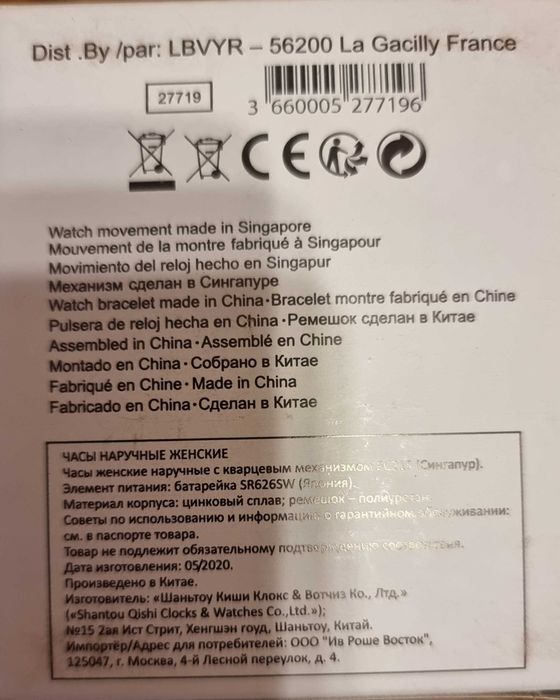 Dist .By /par: LBVYR – 56200 La Gacilly France
27719
3 660005 277196
CE
Watch movement made in Singapore
Mouvement de la montre fabriqué à Singapour
Movimiento del reloj hecho en Singapur
Механизм сделан в Сингапуре
Watch bracelet made in China·Bracelet montre fabriqué en Chine
Pulsera de reloj hecha en China·Ремешок сделан в Китае
Assembled in China·Assemblé en Chine
Montado en China·Собрано в Китае
Fabriqué en Chine·Made in China
Fabricado en China·Сделан в Китае
ЧАСЫ НАРУЧНЫЕ ЖЕНСКИЕ
Часы женские наручные с кварцевым механизмом (Сингапур).
Элемент питания: батарейка SR626SW (Япония).
Материал корпуса: цинковый сплав; ремешок – полиуретан.
Советы по использованию и информацию о гарантийном обслуживании:
см. в паспорте товара.
Товар не подлежит обязательному подтверждению соответствия.
Дата изготовления: 05/2020.
Произведено в Китае.
Изготовитель: «Шаньтоу Киши Клокс & Вотчиз Ко., Лтд.»
(«Shantou Qishi Clocks & Watches Co.,Ltd.»);
№15 2ая Ист Стрит, Хенгшэн роуд, Шаньтоу, Китай.
Импортёр/Адрес для потребителей: ООО "Ив Роше Восток",
125047, г. Москва, 4-й Лесной переулок, д. 4.